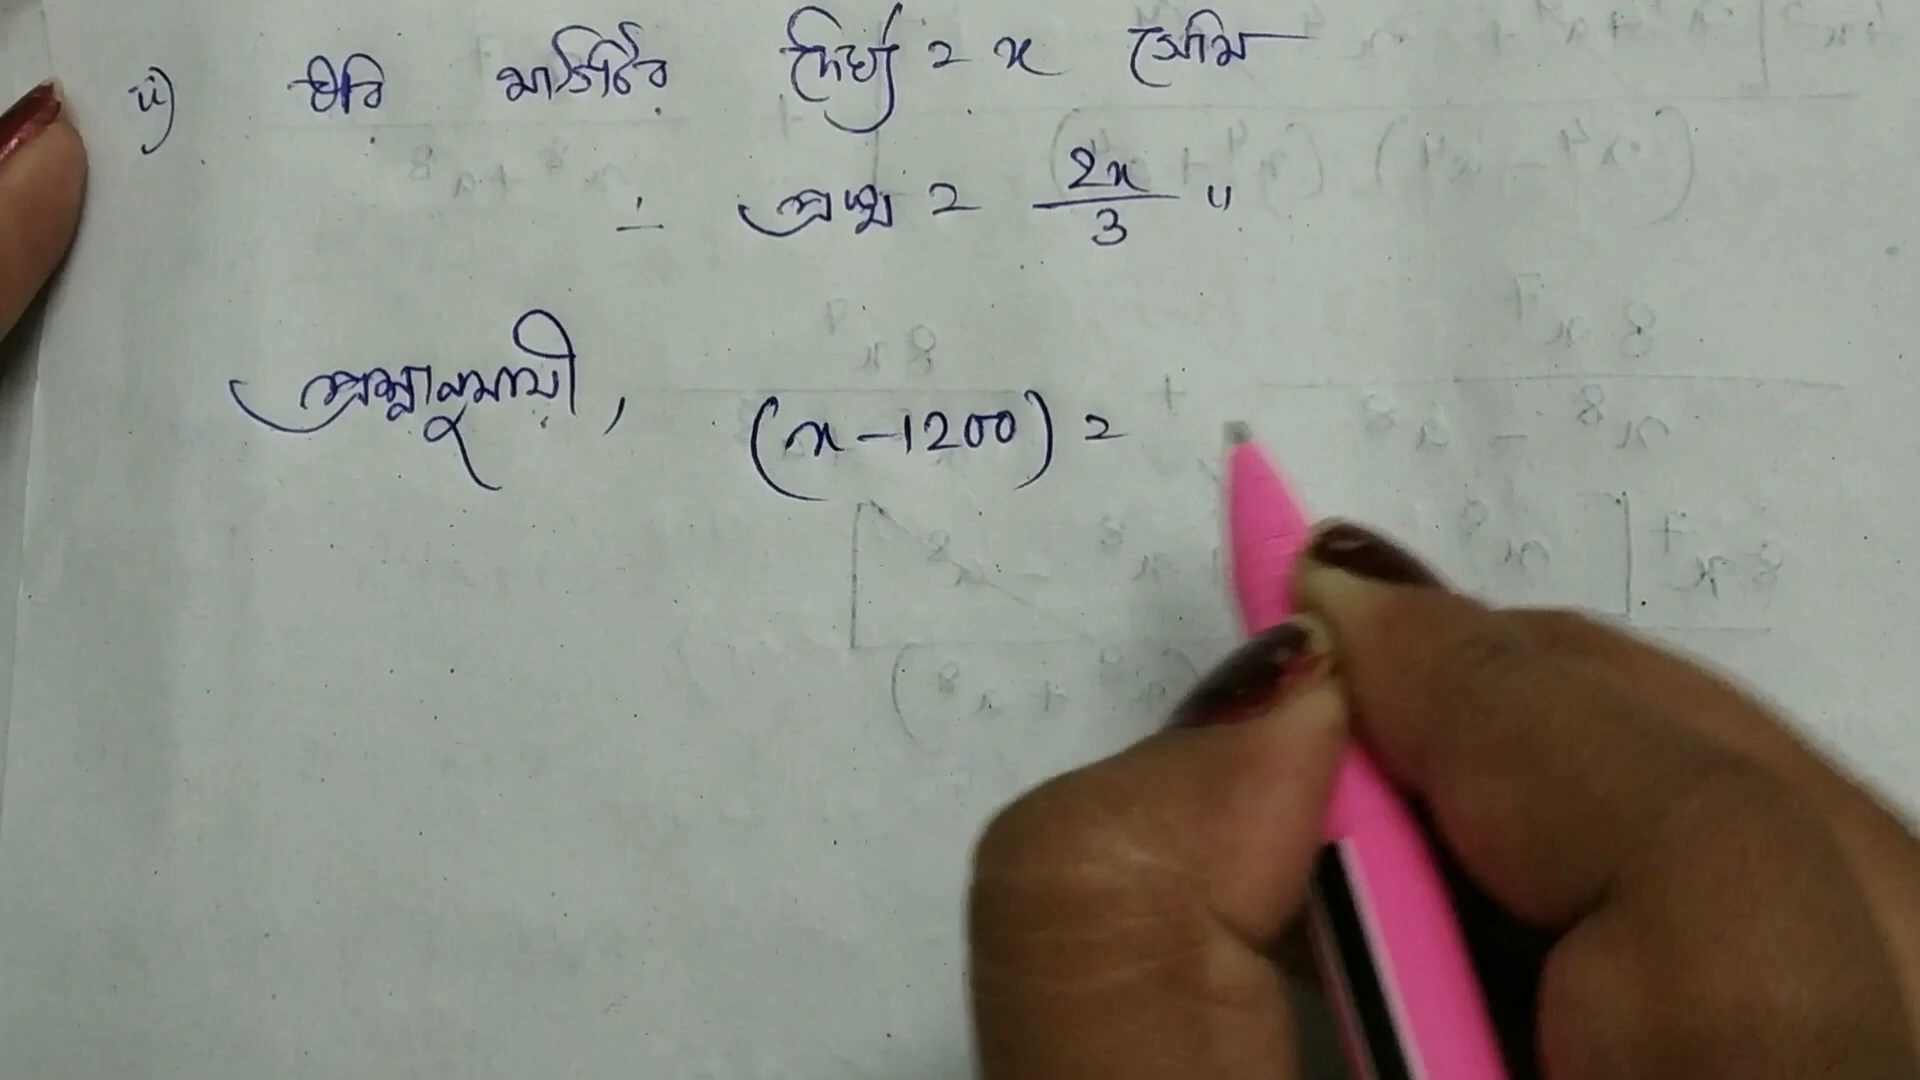 ii) ধরি মাঠটির দৈর্ঘ্য = x সেমি
∴ প্রস্থ = 2x/3 "
প্রশ্নানুযায়ী, (x - 1200) =